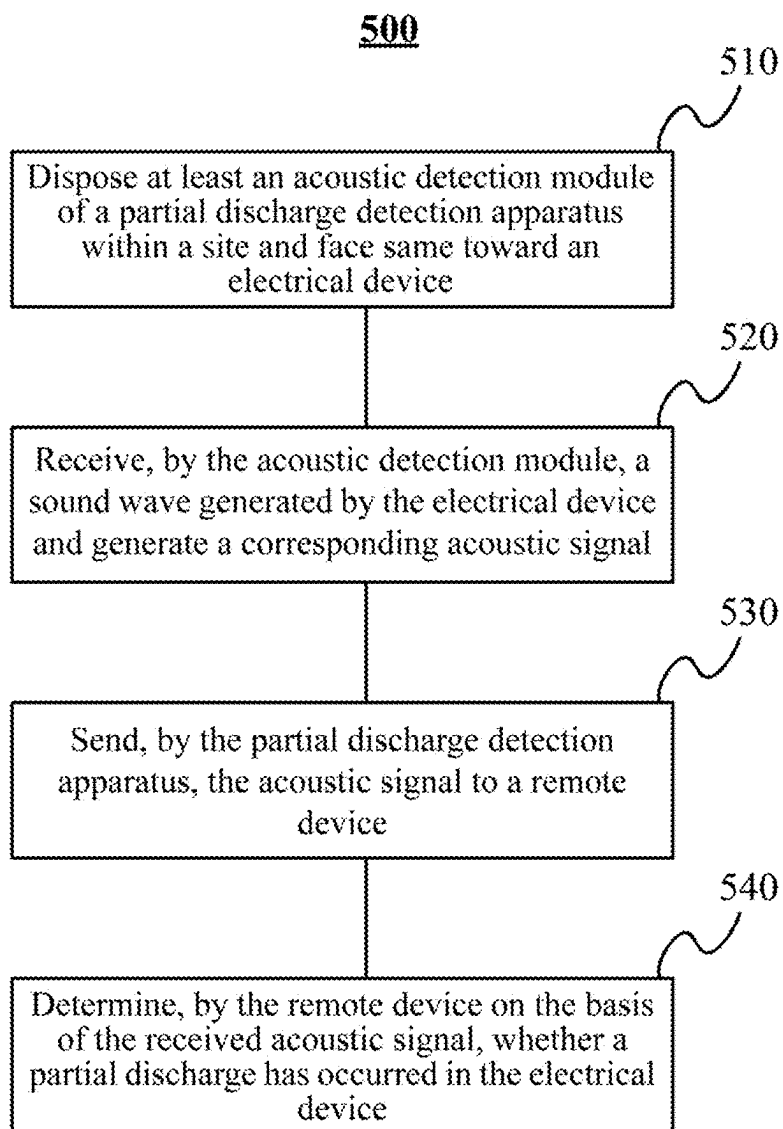 500
510
Dispose at least an acoustic detection module
of a partial discharge detection apparatus
within a site and face same toward an
electrical device
520
Receive, by the acoustic detection module, a
sound wave generated by the electrical device
and generate a corresponding acoustic signal
530
Send, by the partial discharge detection
apparatus, the acoustic signal to a remote
device
540
Determine, by the remote device on the basis
of the received acoustic signal, whether a
partial discharge has occurred in the electrical
device